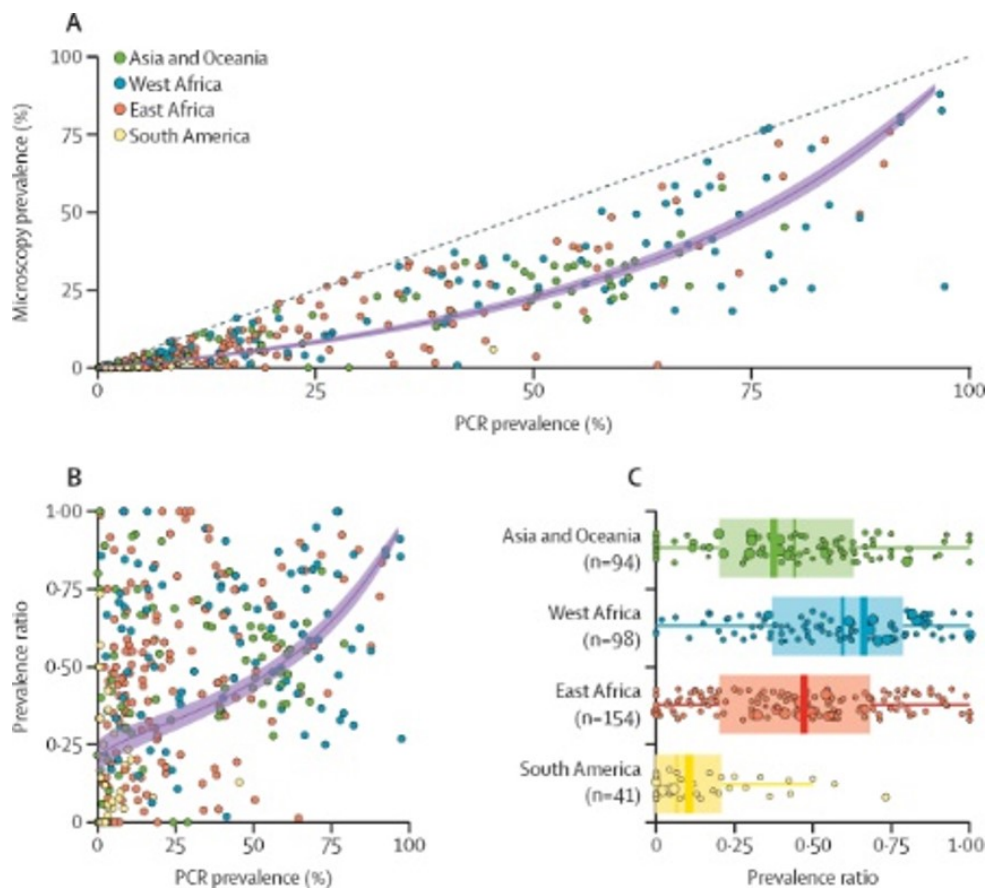 A
100
75
50
25
0
Microscopy prevalence (%)
Asia and Oceania
West Africa
East Africa
South America
0
25
50
75
100
PCR prevalence (%)
B
1·00
0·75
0·50
0·25
0
Prevalence ratio
0
25
50
75
100
PCR prevalence (%)
C
Asia and Oceania
(n=94)
West Africa
(n=98)
East Africa
(n=154)
South America
(n=41)
0
0·25
0·50
0·75
1·00
Prevalence ratio